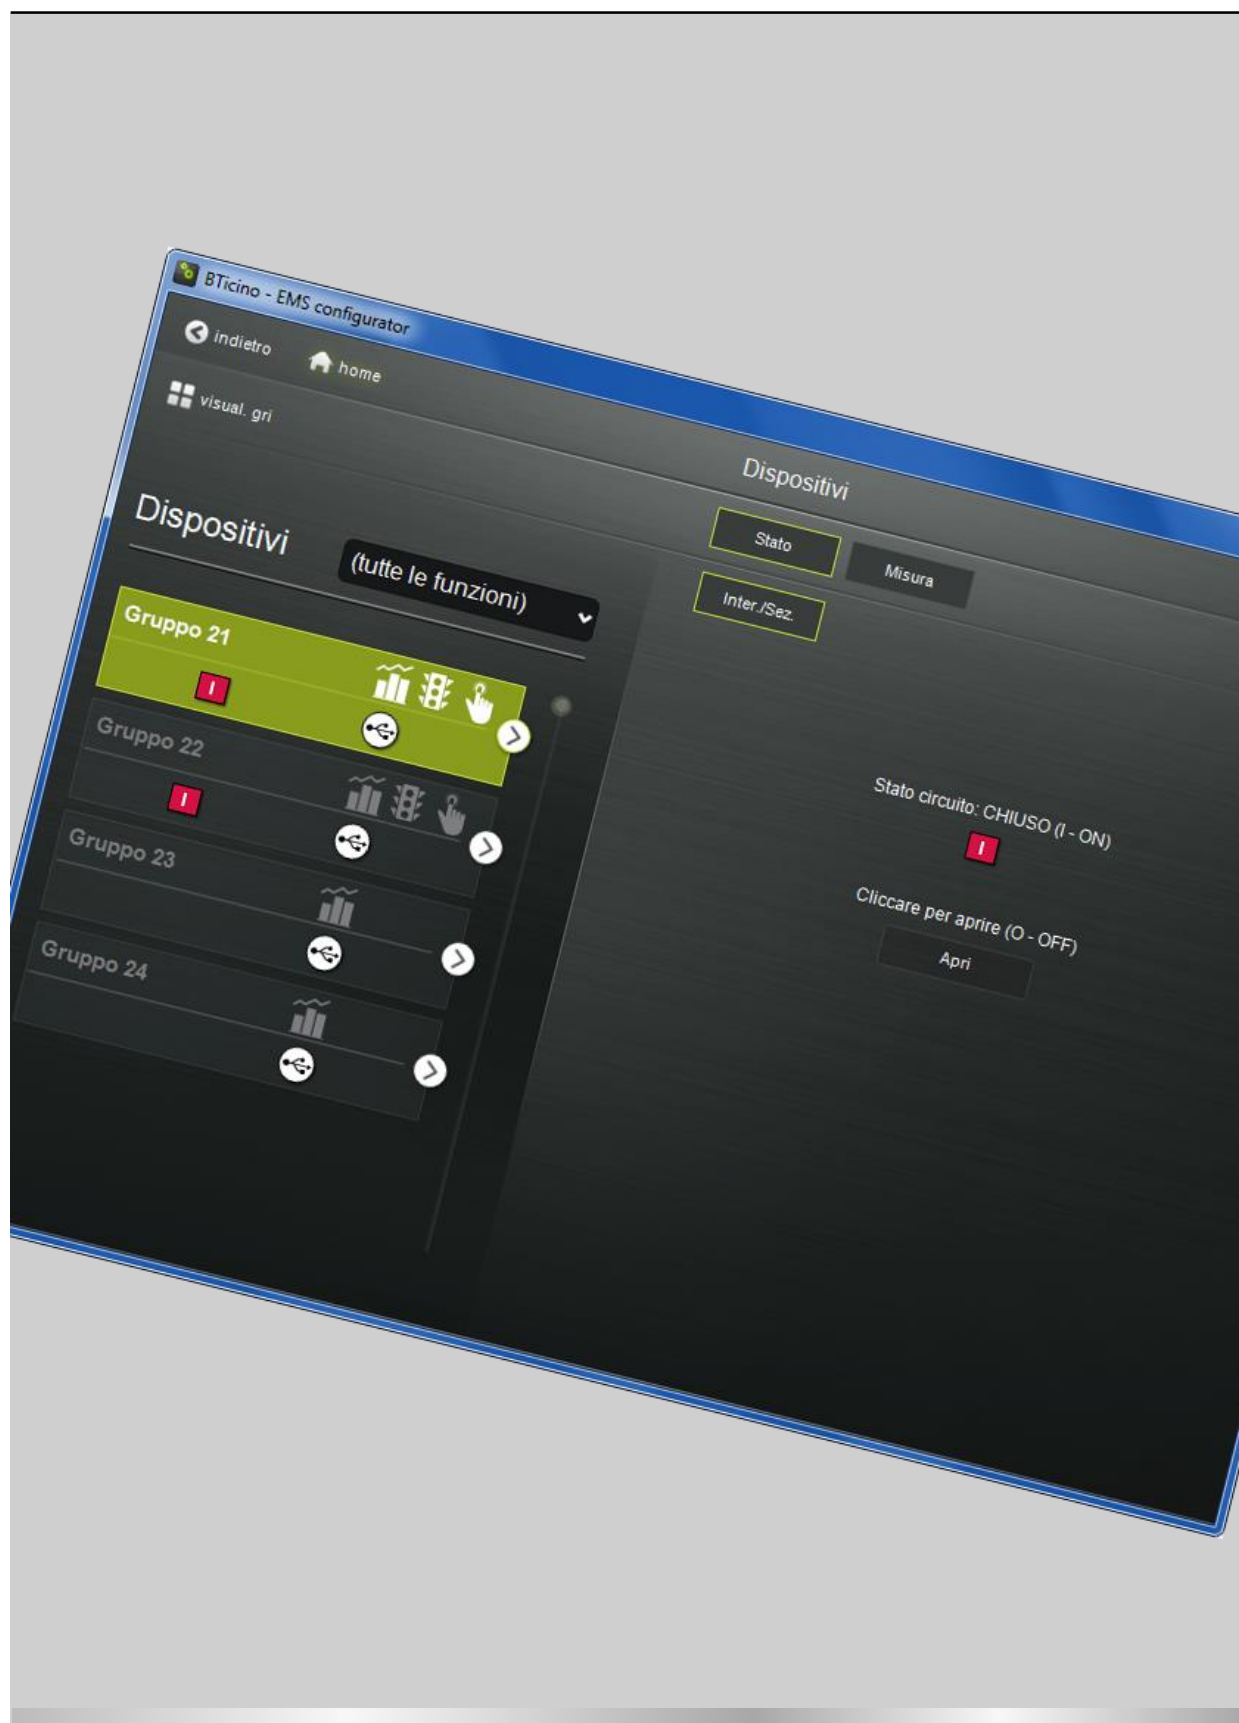 BTicino - EMS configurator
indietro
home
visual. gri
Dispositivi
Stato
Misura
Inter./Sez.
Dispositivi
(tutte le funzioni)
Gruppo 21
I
Gruppo 22
I
Gruppo 23
Gruppo 24
Stato circuito: CHIUSO (I - ON)
I
Cliccare per aprire (O - OFF)
Apri